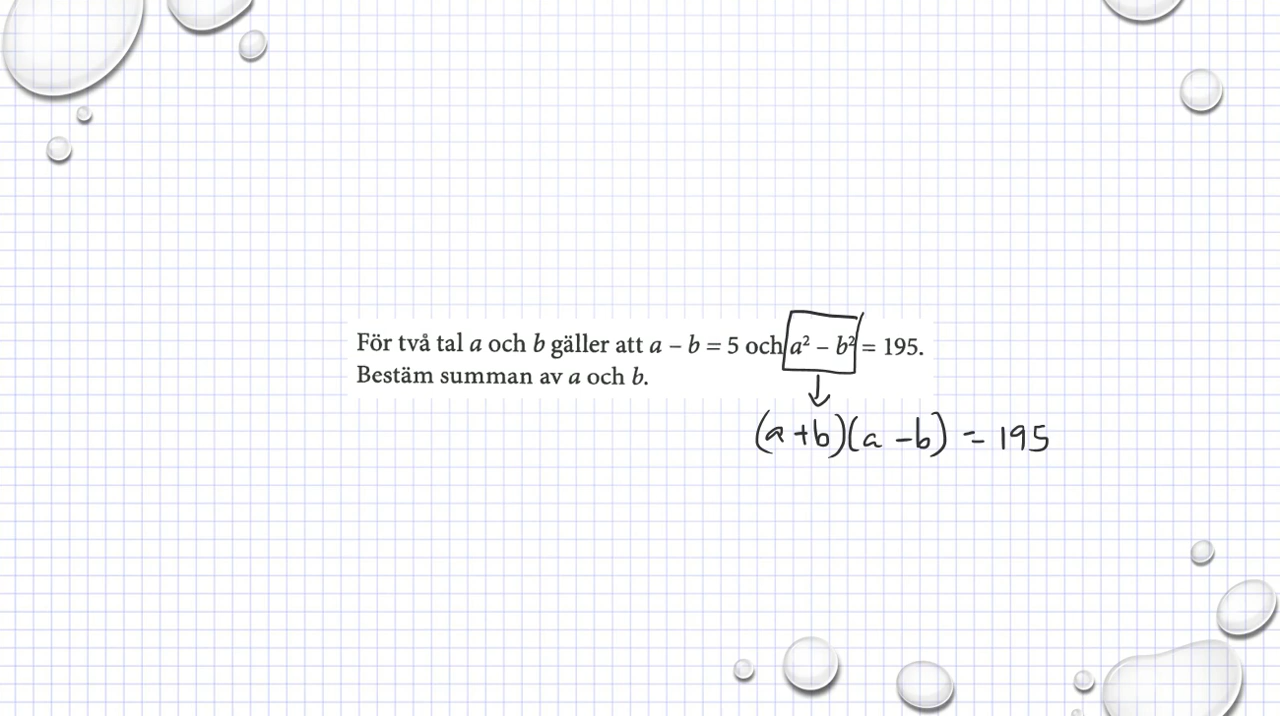 För två tal a och b gäller att a – b = 5 och a² – b² = 195.
Bestäm summan av a och b.
(a+b)(a-b) = 195